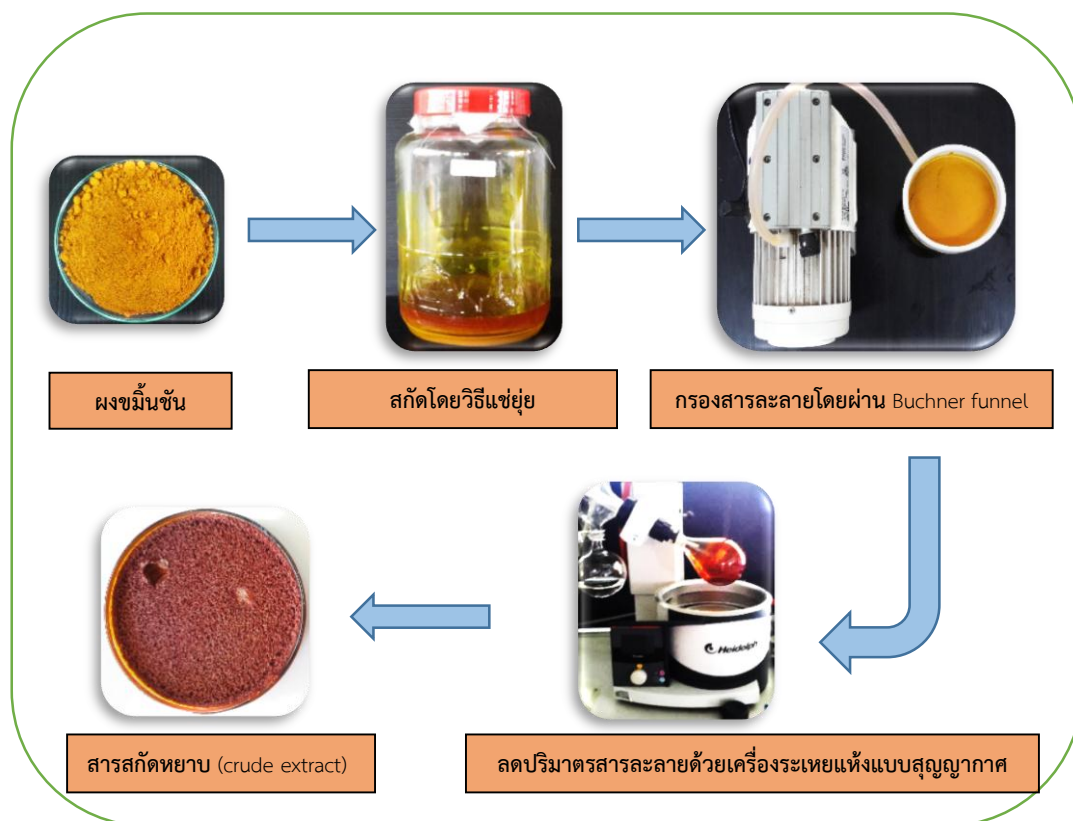 ผงขมิ้นชัน
สกัดโดยวิธีแช่ยุ่ย
กรองสารละลายโดยผ่าน Buchner funnel
Heidolph
สารสกัดหยาบ (crude extract)
ลดปริมาตรสารละลายด้วยเครื่องระเหยแห้งแบบสุญญากาศ